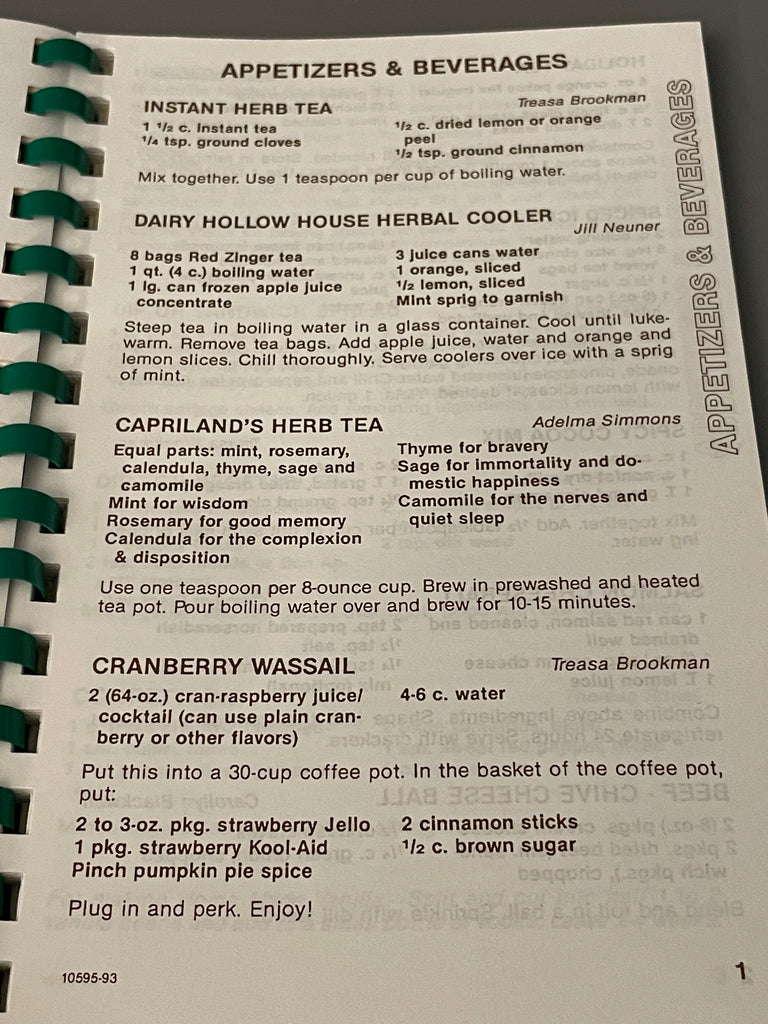 APPETIZERS & BEVERAGES
INSTANT HERB TEA
Treasa Brookman
1 1/2 c. instant tea
1/4 tsp. ground cloves
1/2 c. dried lemon or orange
peel
1/2 tsp. ground cinnamon
Mix together. Use 1 teaspoon per cup of boiling water.
DAIRY HOLLOW HOUSE HERBAL COOLER
Jill Neuner
8 bags Red Zinger tea
1 qt. (4 c.) boiling water
1 lg. can frozen apple juice
concentrate
3 juice cans water
1 orange, sliced
1/2 lemon, sliced
Mint sprig to garnish
Steep tea in boiling water in a glass container. Cool until luke-
warm. Remove tea bags. Add apple juice, water and orange and
lemon slices. Chill thoroughly. Serve coolers over ice with a sprig
of mint.
CAPRILAND'S HERB TEA
Adelma Simmons
Equal parts: mint, rosemary,
calendula, thyme, sage and
camomile
Mint for wisdom
Rosemary for good memory
Calendula for the complexion
& disposition
Thyme for bravery
Sage for immortality and do-
mestic happiness
Camomile for the nerves and
quiet sleep
Use one teaspoon per 8-ounce cup. Brew in prewashed and heated
tea pot. Pour boiling water over and brew for 10-15 minutes.
CRANBERRY WASSAIL
Treasa Brookman
2 (64-oz.) cran-raspberry juice/
cocktail (can use plain cran-
berry or other flavors)
4-6 c. water
Put this into a 30-cup coffee pot. In the basket of the coffee pot,
put:
2 to 3-oz. pkg. strawberry Jello
1 pkg. strawberry Kool-Aid
Pinch pumpkin pie spice
2 cinnamon sticks
1/2 c. brown sugar
Plug in and perk. Enjoy!
10595-93
1
APPETIZERS & BEVERAGES